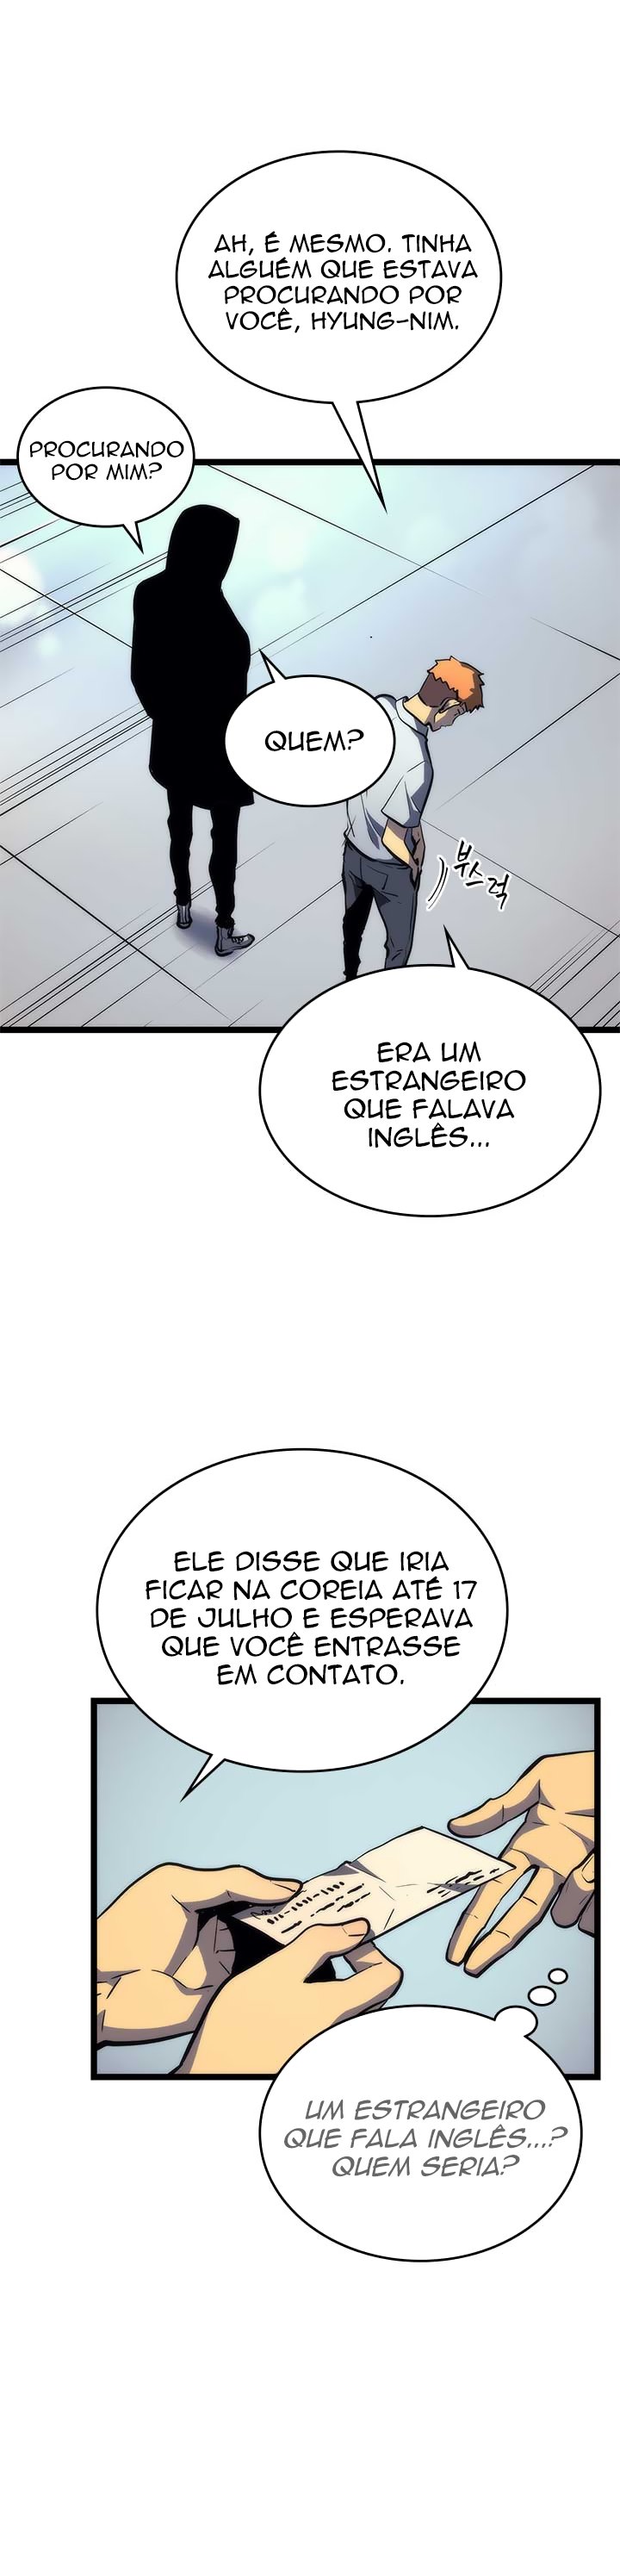 AH, É MESMO. TINHA
ALGUÉM QUE ESTAVA
PROCURANDO POR
VOCÊ, HYUNG-NIM.
PROCURANDO
POR MIM?
QUEM?
부스럭
ERA UM
ESTRANGEIRO
QUE FALAVA
INGLÊS...
ELE DISSE QUE IRIA
FICAR NA COREIA ATÉ 17
DE JULHO E ESPERAVA
QUE VOCÊ ENTRASSE
EM CONTATO.
UM ESTRANGEIRO
QUE FALA INGLÊS...?
QUEM SERIA?